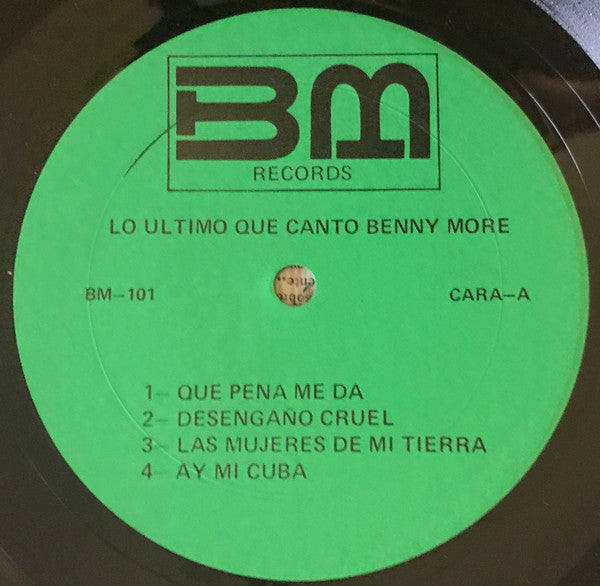 BM
RECORDS
LO ULTIMO QUE CANTO BENNY MORE
BM-101
CARA-A
1- QUE PENA ME DA
2- DESENGAÑO CRUEL
3- LAS MUJERES DE MI TIERRA
4- AY MI CUBA